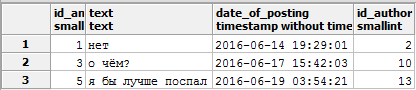 id_an text date_of_posting id_author
small text timestamp without time smallint
1 1 нет 2016-06-14 19:29:01 2
2 3 о чём? 2016-06-17 15:42:03 10
3 5 я бы лучше поспал 2016-06-19 03:54:21 13